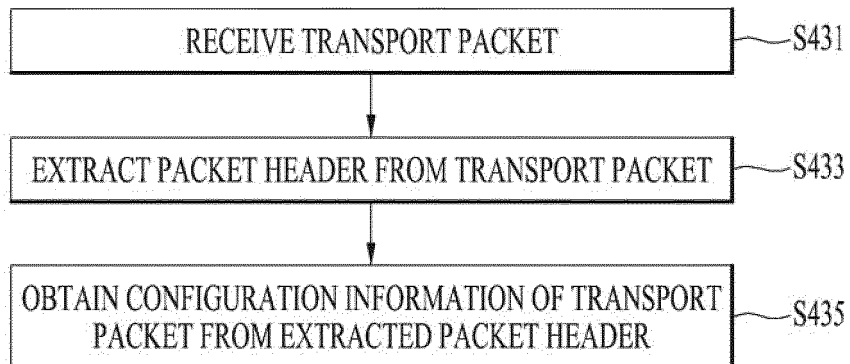 RECEIVE TRANSPORT PACKET
S431
EXTRACT PACKET HEADER FROM TRANSPORT PACKET
S433
OBTAIN CONFIGURATION INFORMATION OF TRANSPORT
PACKET FROM EXTRACTED PACKET HEADER
S435